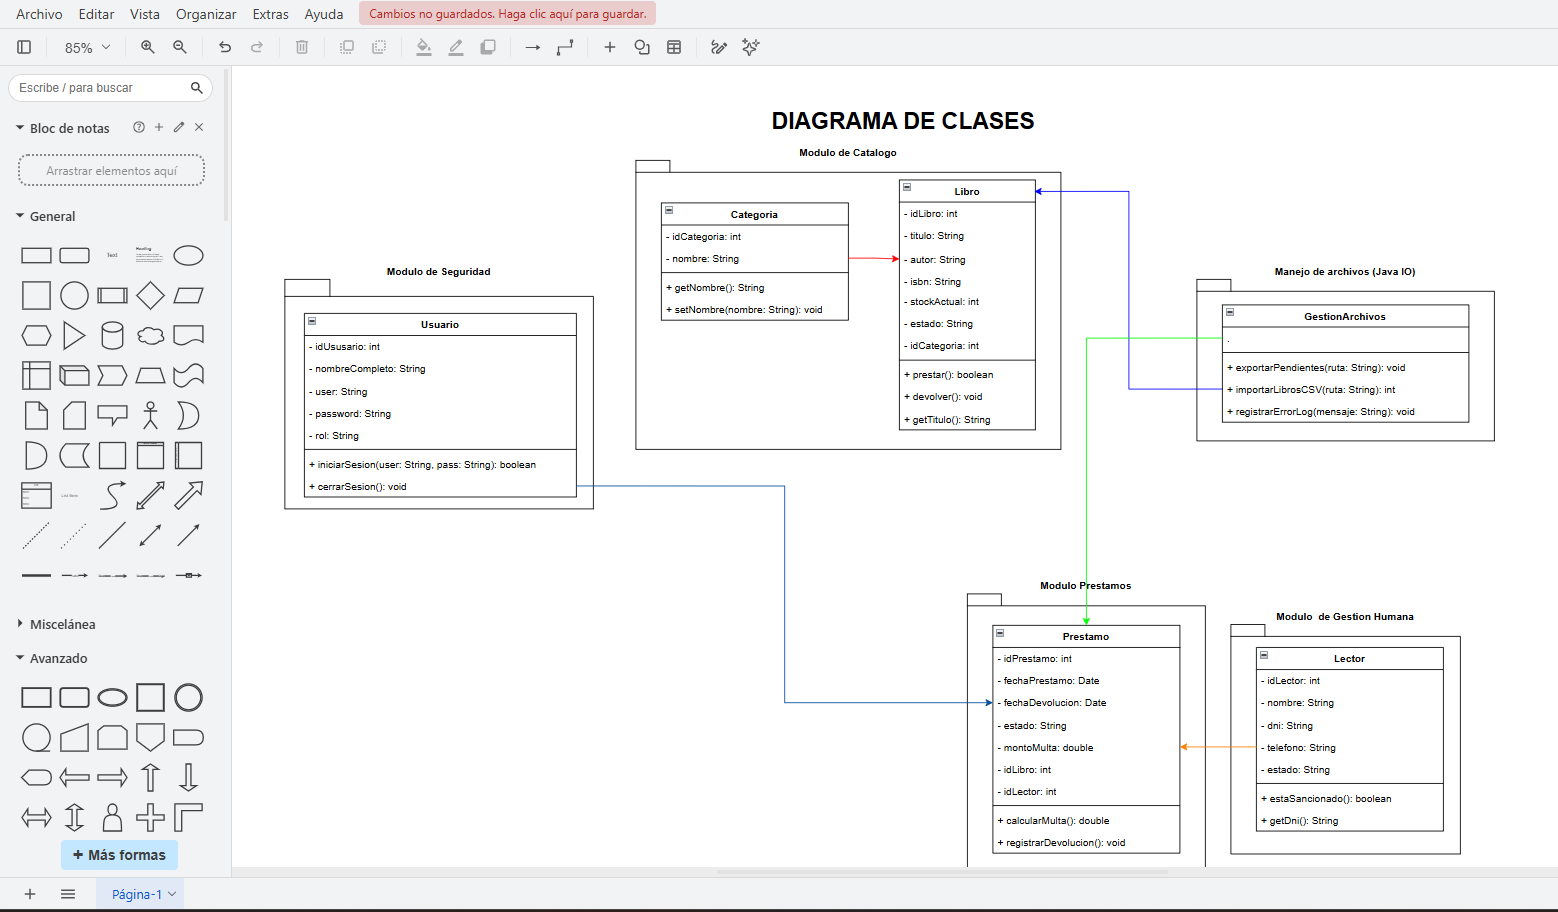 Archivo Editar Vista Organizar Extras Ayuda Cambios no guardados. Haga clic aquí para guardar.
85%
Escribe / para buscar
Bloc de notas
Arrastrar elementos aquí
General
Text
Heading
Misceláneа
Avanzado
+ Más formas
Página-1
DIAGRAMA DE CLASES
Modulo de Catalogo
Categoria
- idCategoria: int
- nombre: String
+ getNombre(): String
+ setNombre(nombre: String): void
Libro
- idLibro: int
- titulo: String
- autor: String
- isbn: String
- stockActual: int
- estado: String
- idCategoria: int
+ prestar(): boolean
+ devolver(): void
+ getTitulo(): String
Modulo de Seguridad
Usuario
- idUsusario: int
- nombreCompleto: String
- user: String
- password: String
- rol: String
+ iniciarSesion(user: String, pass: String): boolean
+ cerrarSesion(): void
Manejo de archivos (Java IO)
GestionArchivos
.
+ exportarPendientes(ruta: String): void
+ importarLibrosCSV(ruta: String): int
+ registrarErrorLog(mensaje: String): void
Modulo Prestamos
Prestamo
- idPrestamo: int
- fechaPrestamo: Date
- fechaDevolucion: Date
- estado: String
- montoMulta: double
- idLibro: int
- idLector: int
+ calcularMulta(): double
+ registrarDevolucion(): void
Modulo  de Gestion Humana
Lector
- idLector: int
- nombre: String
- dni: String
- telefono: String
- estado: String
+ estaSancionado(): boolean
+ getDni(): String